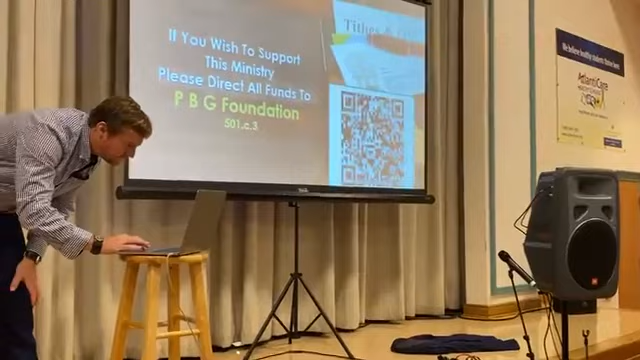 Tithes &
If You Wish To Support
This Ministry
Please Direct All Funds To
P B G Foundation
501.c.3
We believe healthy students thrive here
AtlantiCare
JBL